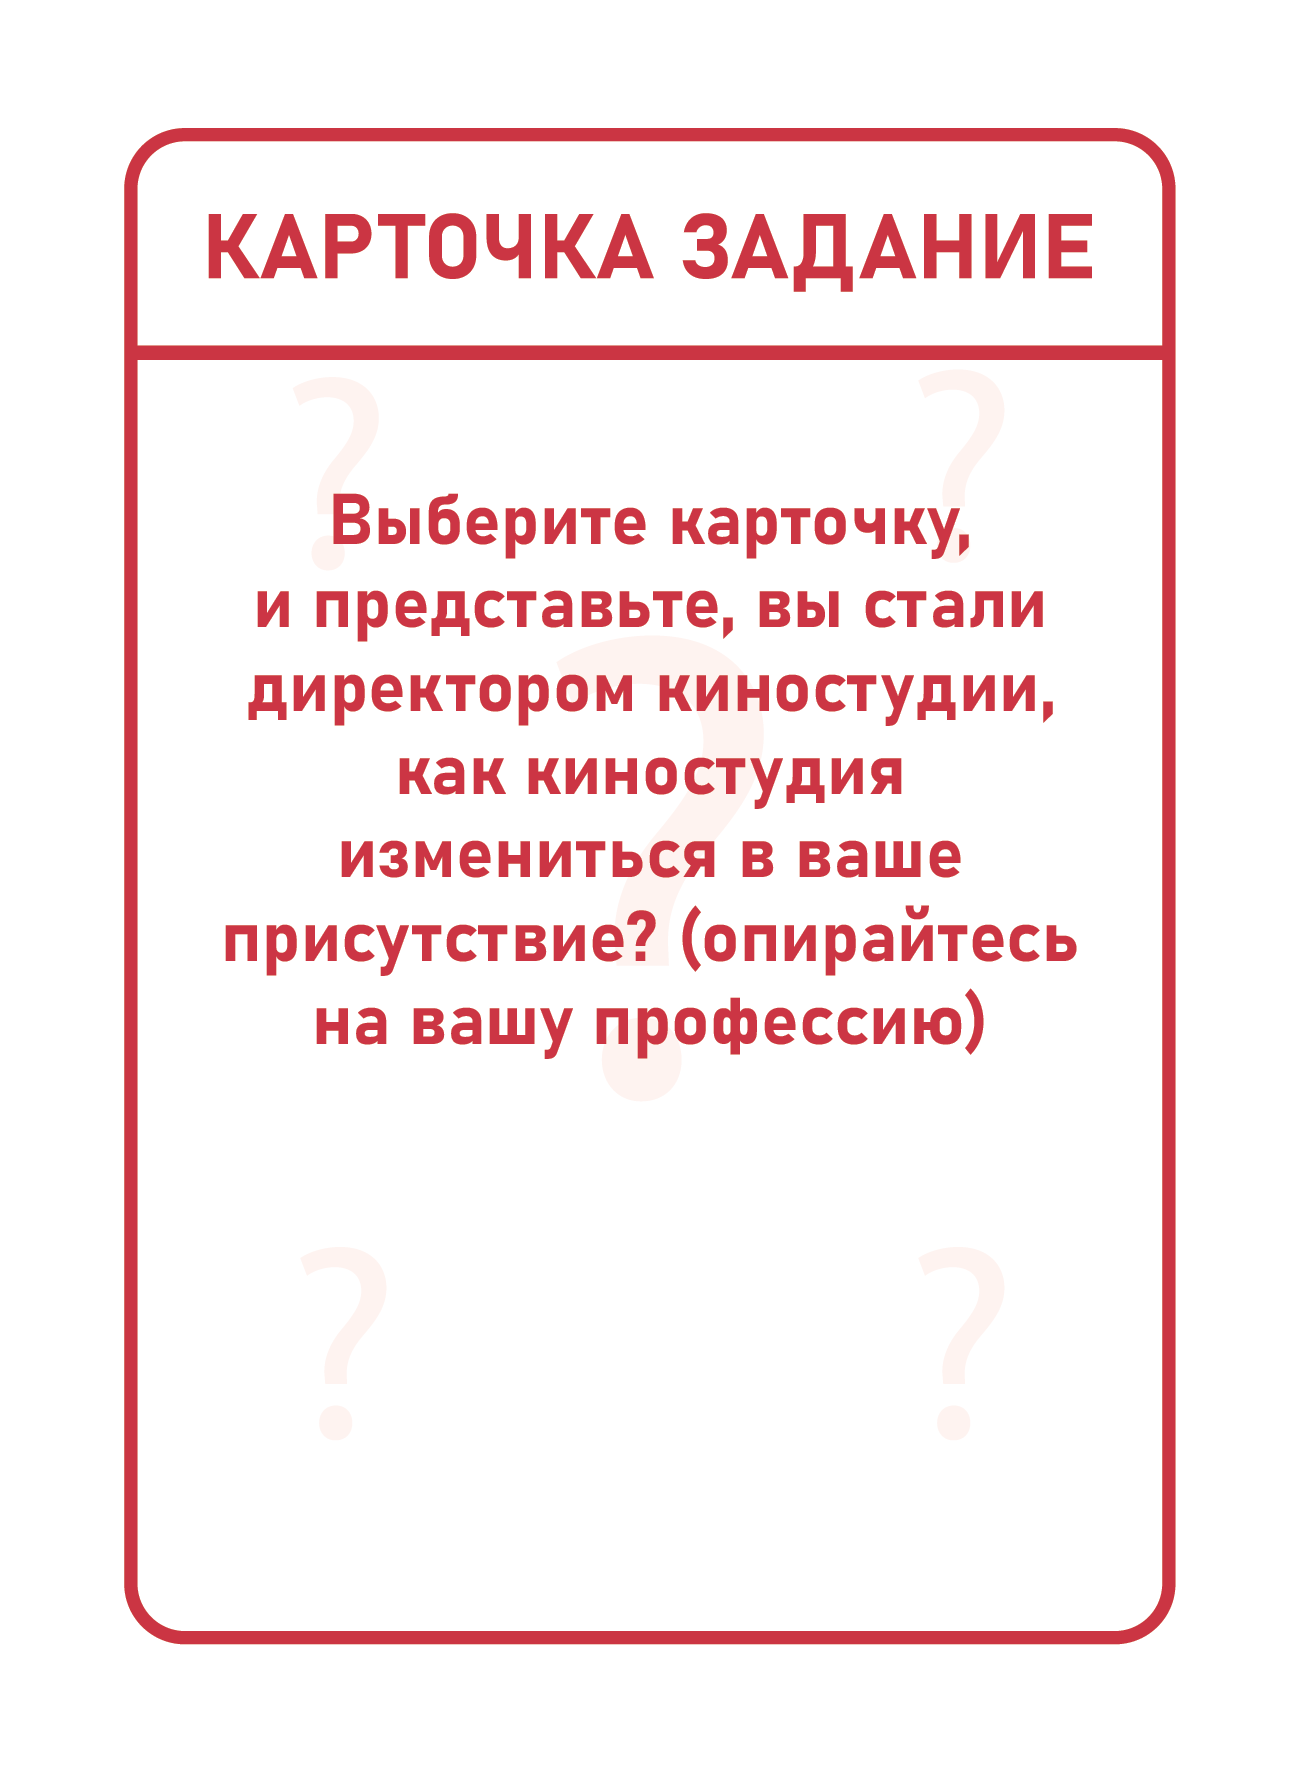 КАРТОЧКА ЗАДАНИЕ
Выберите карточку,
и представьте, вы стали
директором киностудии,
как киностудия
измениться в ваше
присутствие? (опирайтесь
на вашу профессию)
? ?
?
? ?